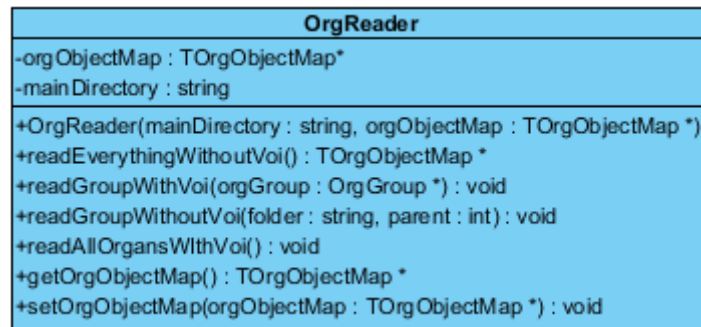 OrgReader
-orgObjectMap : TOrgObjectMap*
-mainDirectory : string
+OrgReader(mainDirectory : string, orgObjectMap : TOrgObjectMap *)
+readEverythingWithoutVoi() : TOrgObjectMap *
+readGroupWithVoi(orgGroup : OrgGroup *) : void
+readGroupWithoutVoi(folder : string, parent : int) : void
+readAllOrgansWIthVoi() : void
+getOrgObjectMap() : TOrgObjectMap *
+setOrgObjectMap(orgObjectMap : TOrgObjectMap *) : void